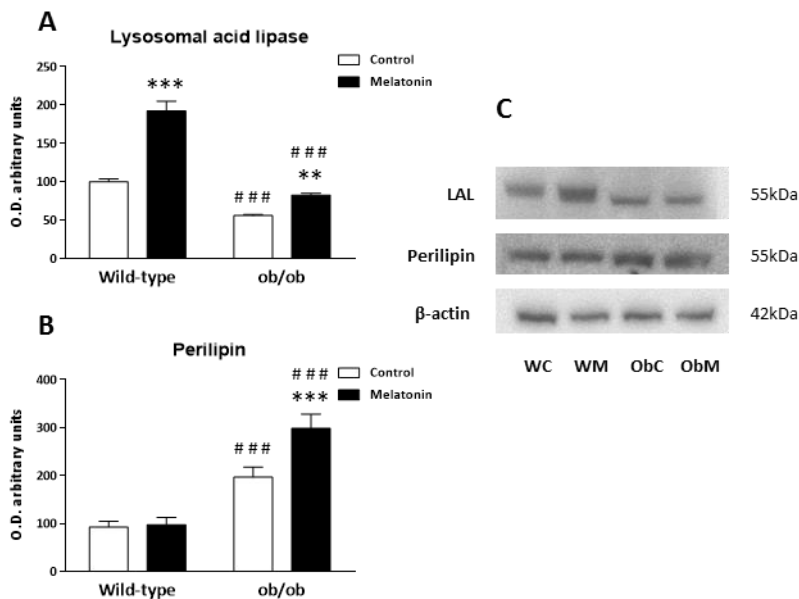 A
Lysosomal acid lipase
Control
Melatonin
O.D. arbitrary units
250
200
150
100
50
0
***
###
###
**
Wild-type
ob/ob
B
Perilipin
Control
Melatonin
O.D. arbitrary units
400
300
200
100
0
###
###
***
Wild-type
ob/ob
C
LAL 55kDa
Perilipin 55kDa
β-actin 42kDa
WC WM ObC ObM